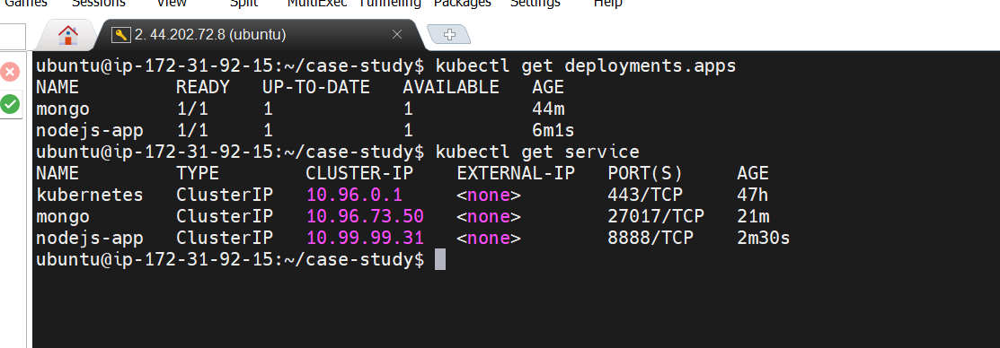 Games Sessions View Split MultiExec Tunneling Packages Settings Help
2. 44.202.72.8 (ubuntu)
ubuntu@ip-172-31-92-15:~/case-study$ kubectl get deployments.apps
NAME READY UP-TO-DATE AVAILABLE AGE
mongo 1/1 1 1 44m
nodejs-app 1/1 1 1 6m1s
ubuntu@ip-172-31-92-15:~/case-study$ kubectl get service
NAME TYPE CLUSTER-IP EXTERNAL-IP PORT(S) AGE
kubernetes ClusterIP 10.96.0.1 <none> 443/TCP 47h
mongo ClusterIP 10.96.73.50 <none> 27017/TCP 21m
nodejs-app ClusterIP 10.99.99.31 <none> 8888/TCP 2m30s
ubuntu@ip-172-31-92-15:~/case-study$